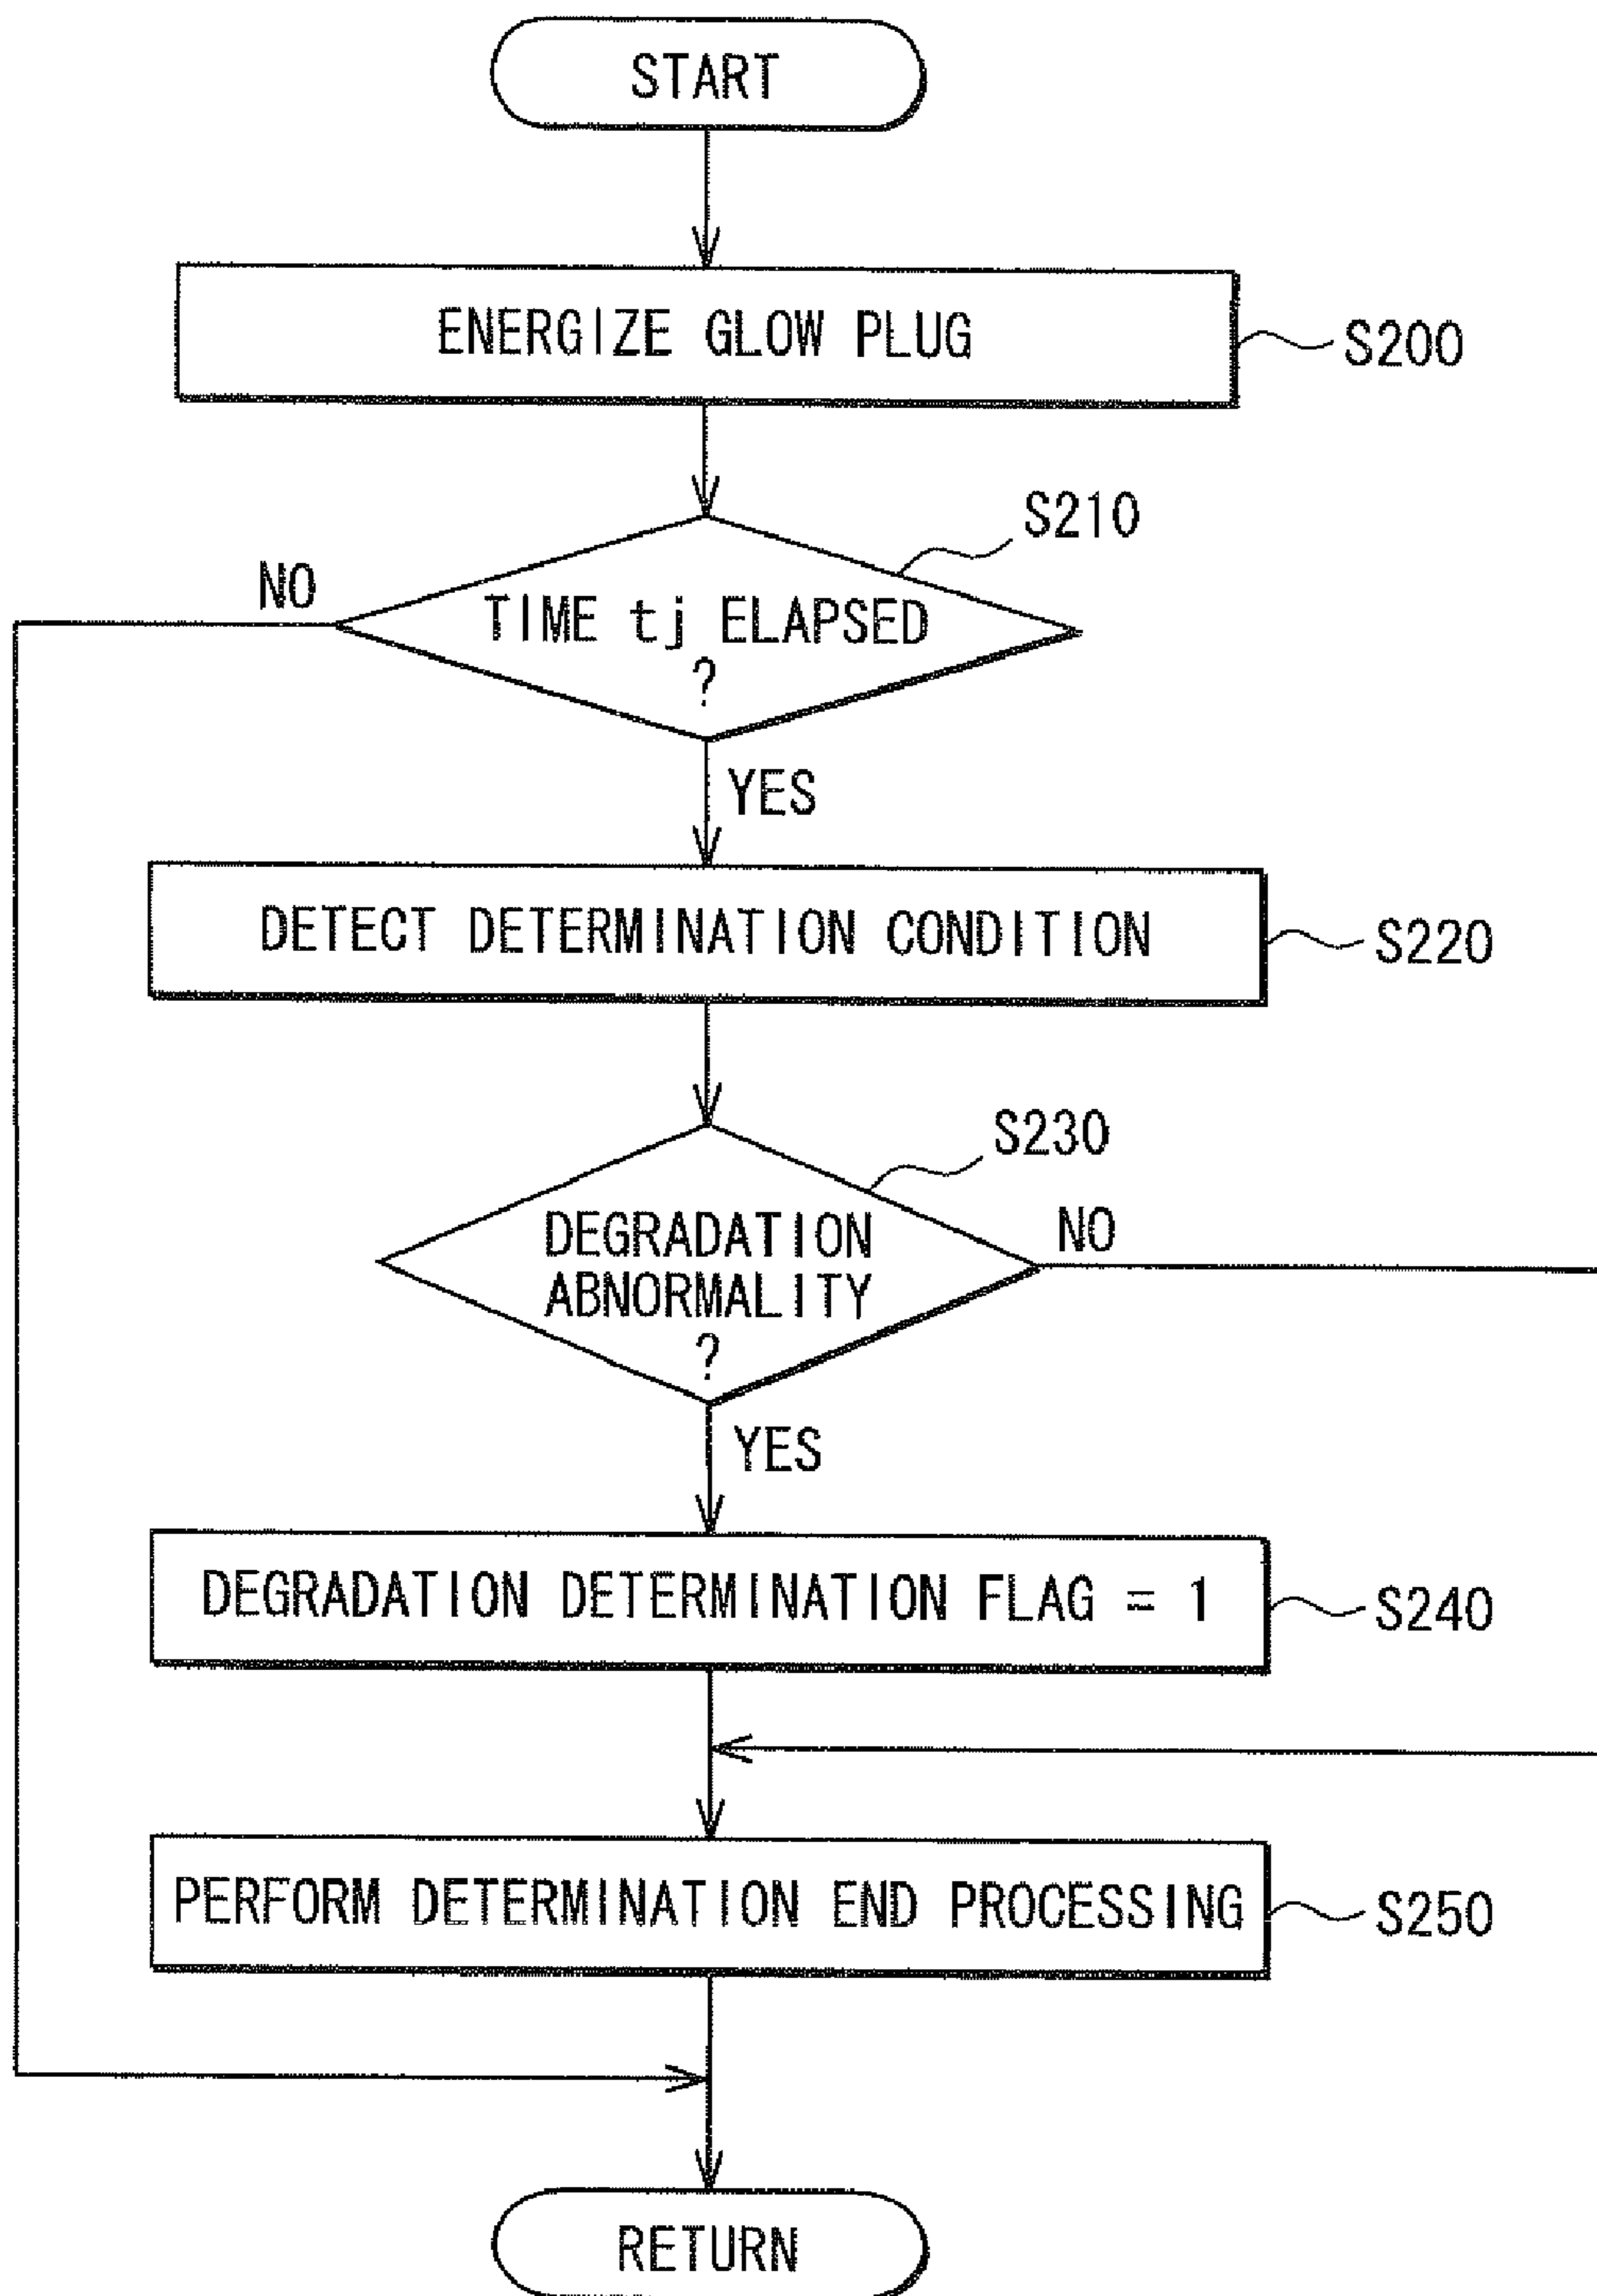 START
ENERGIZE GLOW PLUG
S200
S210
NO
TIME tj ELAPSED
?
YES
DETECT DETERMINATION CONDITION
S220
S230
DEGRADATION
ABNORMALITY
?
NO
YES
DEGRADATION DETERMINATION FLAG = 1
S240
PERFORM DETERMINATION END PROCESSING
S250
RETURN